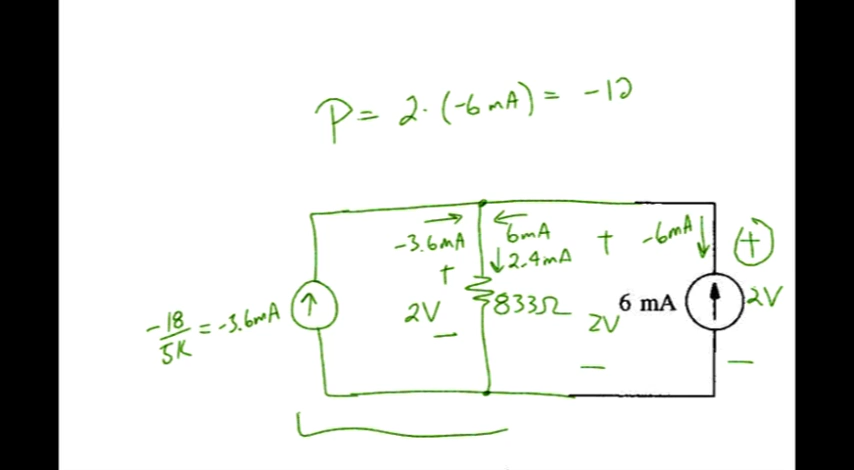 P = 2·(-6mA) = -12
-3.6mA
6mA
+
-6mA
+
2.4mA
+
-18/5K = -3.6mA
2V
833Ω
2V
6 mA
2V
−
−
−